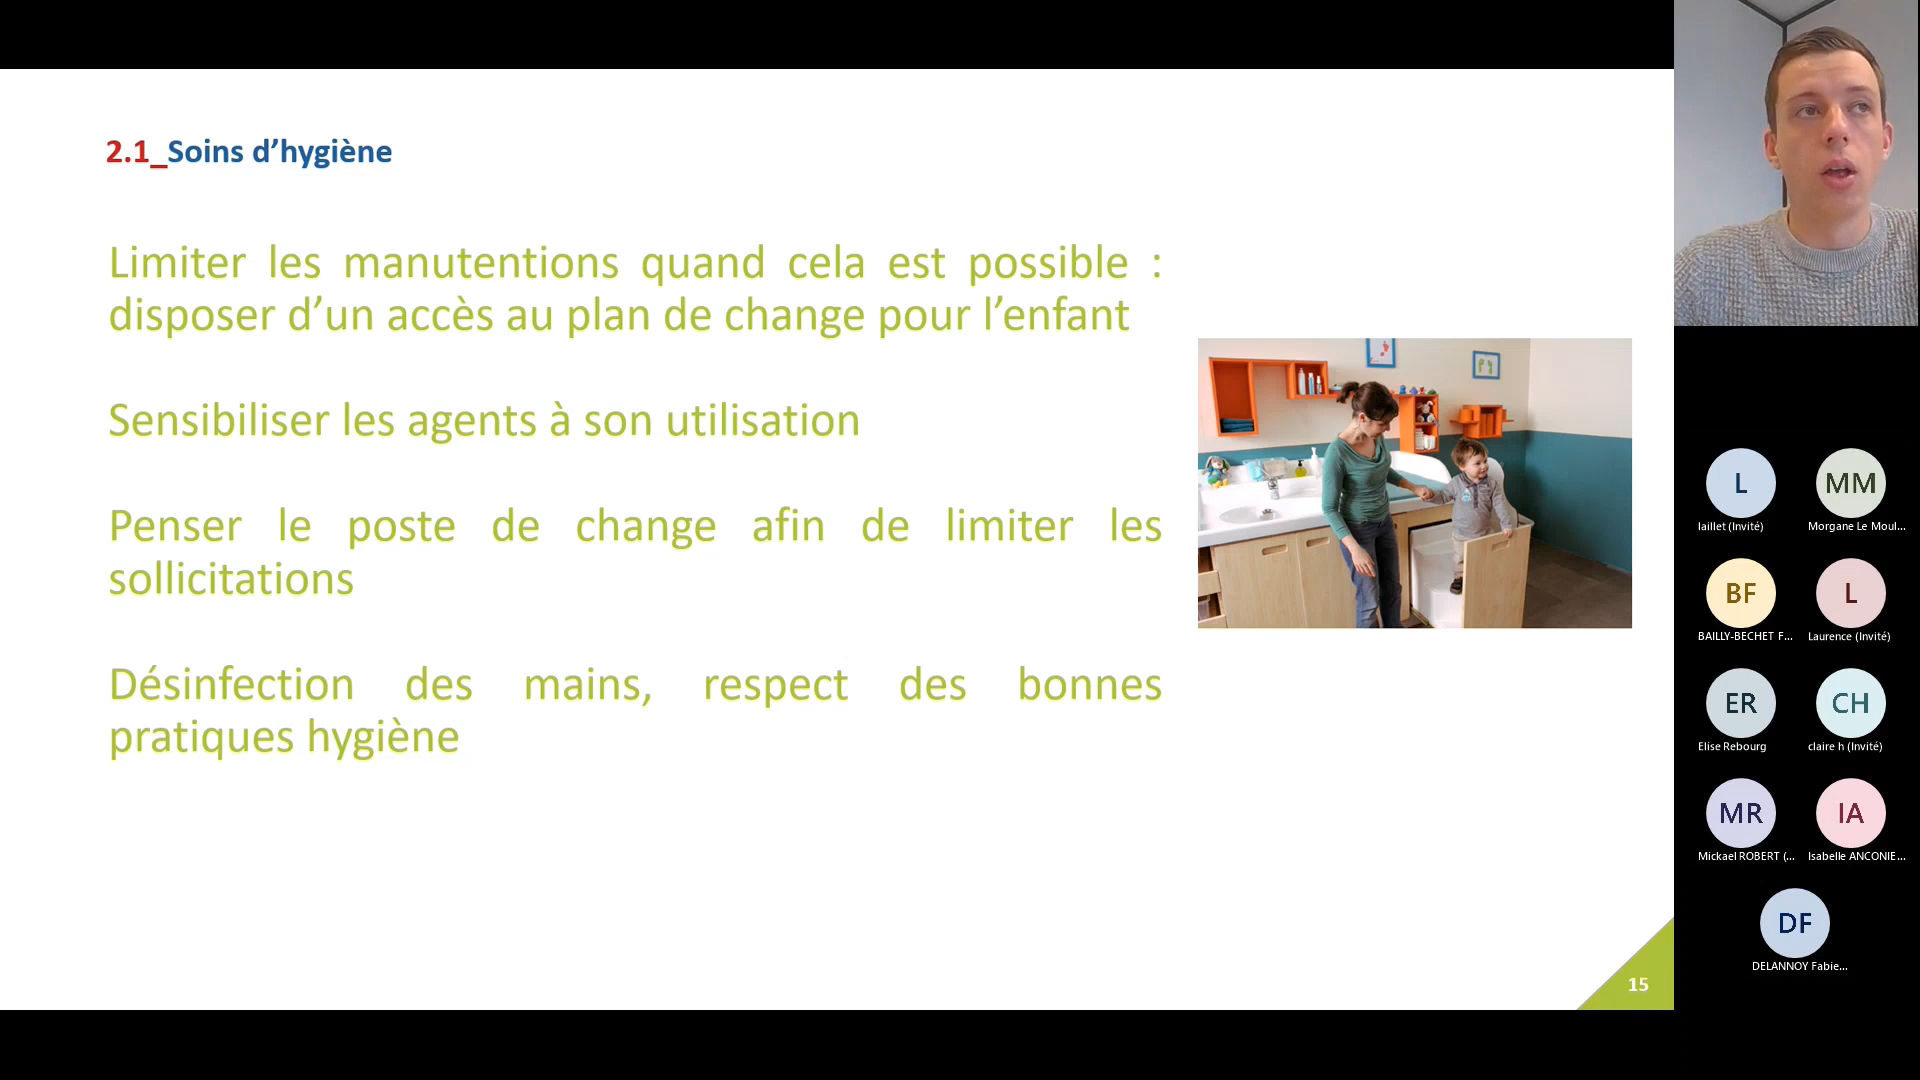 2.1_Soins d’hygiène
Limiter les manutentions quand cela est possible :
disposer d’un accès au plan de change pour l’enfant
Sensibiliser les agents à son utilisation
Penser le poste de change afin de limiter les
sollicitations
Désinfection des mains, respect des bonnes
pratiques hygiène
15
L
MM
laillet (Invité)
Morgane Le Moul...
BF
L
BAILLY-BECHET F...
Laurence (Invité)
ER
CH
Elise Rebourg
claire h (Invité)
MR
IA
Mickael ROBERT (...
Isabelle ANCONIE...
DF
DELANNOY Fabie...